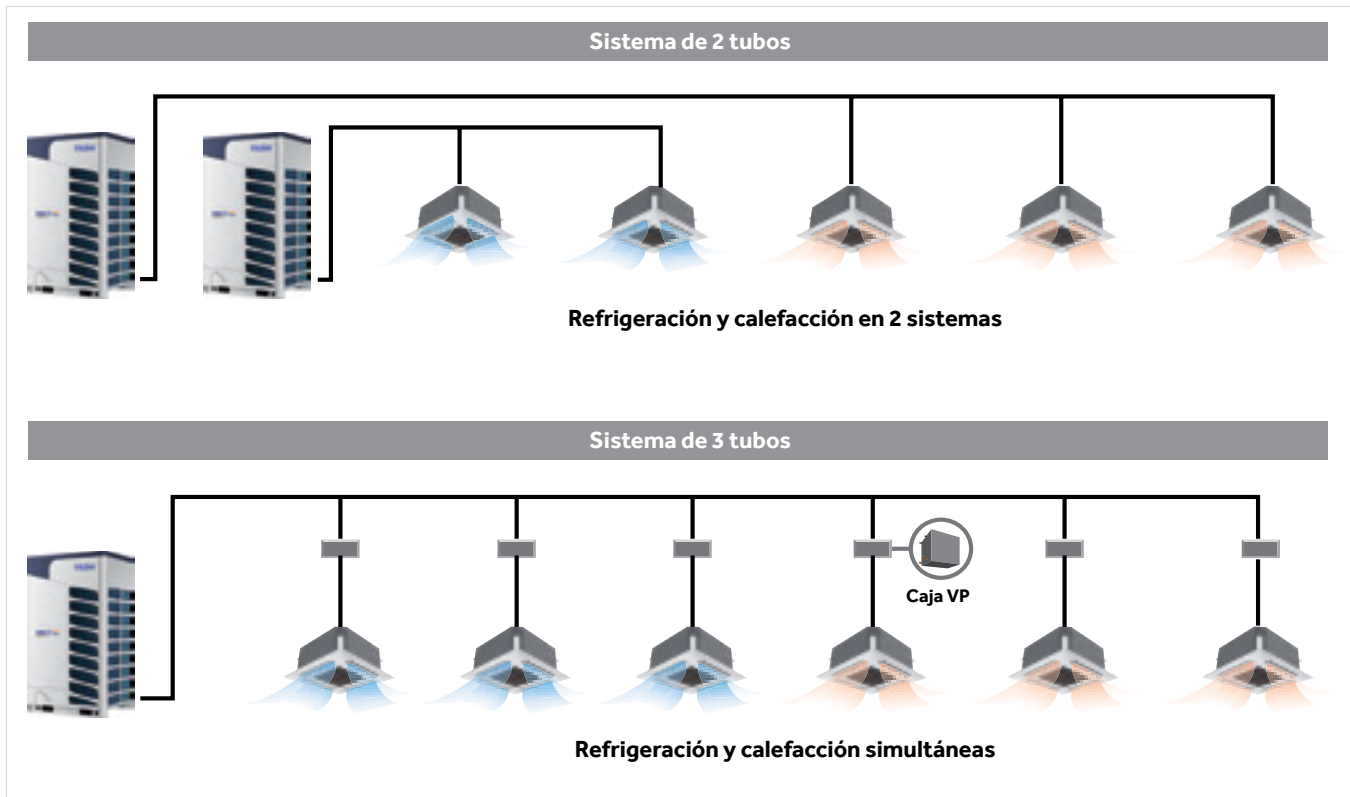 Sistema de 2 tubos
Refrigeración y calefacción en 2 sistemas
Sistema de 3 tubos
Caja VP
Refrigeración y calefacción simultáneas